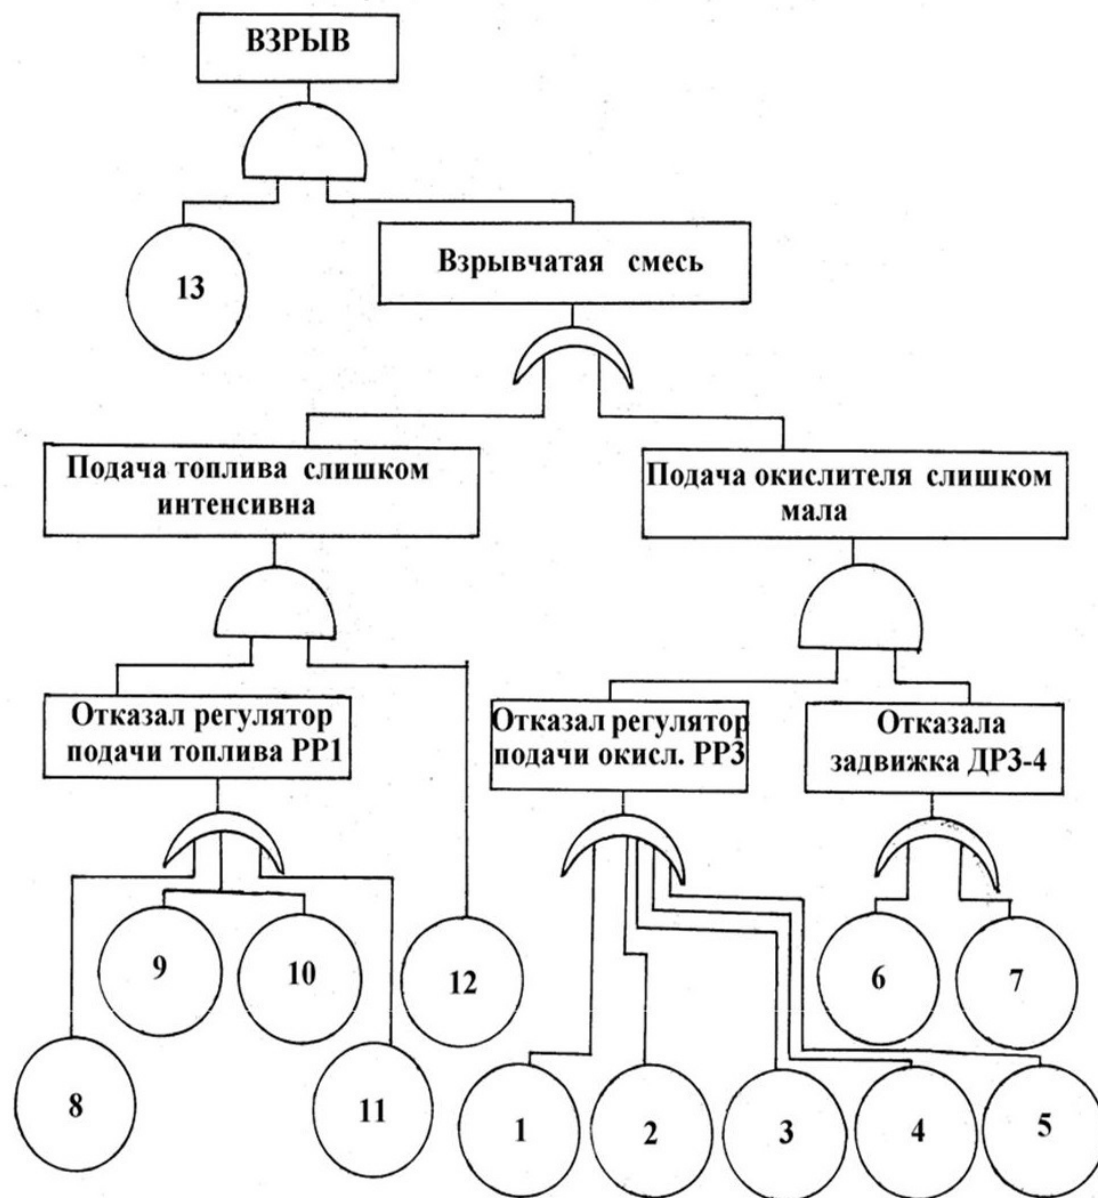 ВЗРЫВ
13
Взрывчатая смесь
Подача топлива слишком
интенсивна
Подача окислителя слишком
мала
Отказал регулятор
подачи топлива РР1
Отказал регулятор
подачи окисл. РР3
Отказала
задвижка ДРЗ-4
9
10
12
6
7
8
11
1
2
3
4
5